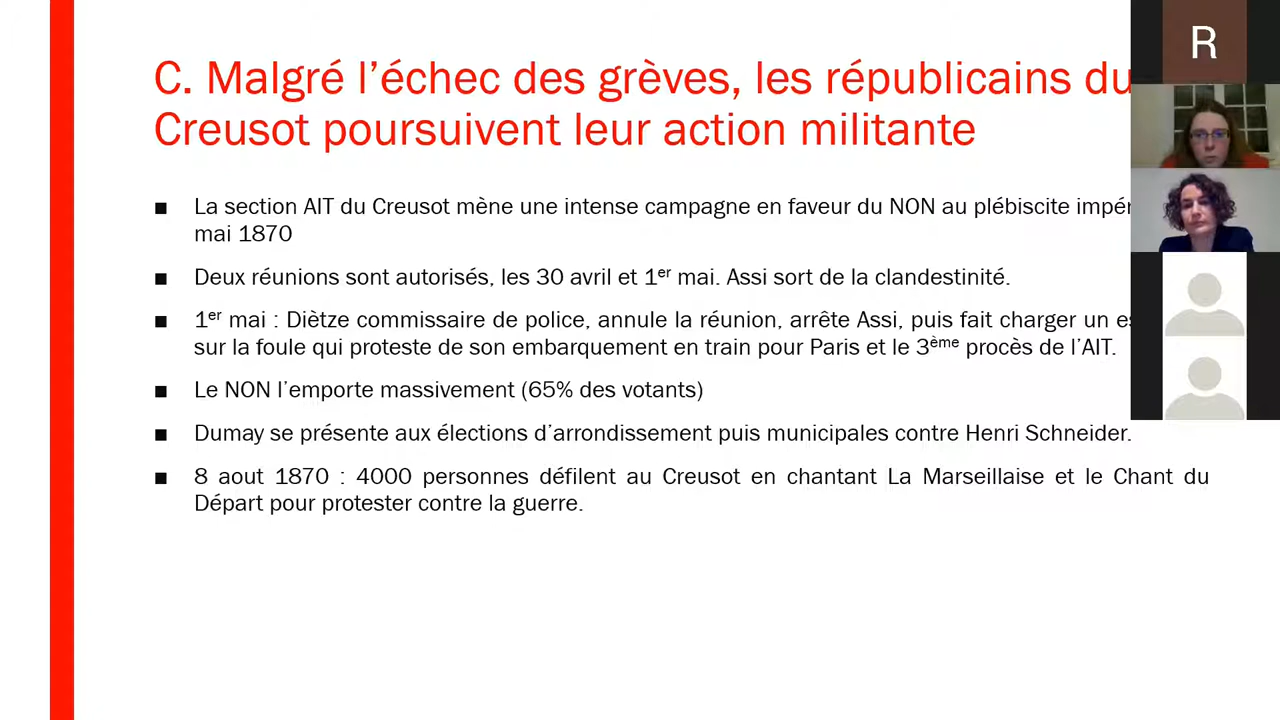 C. Malgré l’échec des grèves, les républicains du
Creusot poursuivent leur action militante
■ La section AIT du Creusot mène une intense campagne en faveur du NON au plébiscite
mai 1870
■ Deux réunions sont autorisés, les 30 avril et 1er mai. Assi sort de la clandestinité.
■ 1er mai : Diètze commissaire de police, annule la réunion, arrête Assi, puis fait charger un
sur la foule qui proteste de son embarquement en train pour Paris et le 3ème procès de l’AIT.
■ Le NON l’emporte massivement (65% des votants)
■ Dumay se présente aux élections d’arrondissement puis municipales contre Henri Schneider.
■ 8 aout 1870 : 4000 personnes défilent au Creusot en chantant La Marseillaise et le Chant du
Départ pour protester contre la guerre.
R